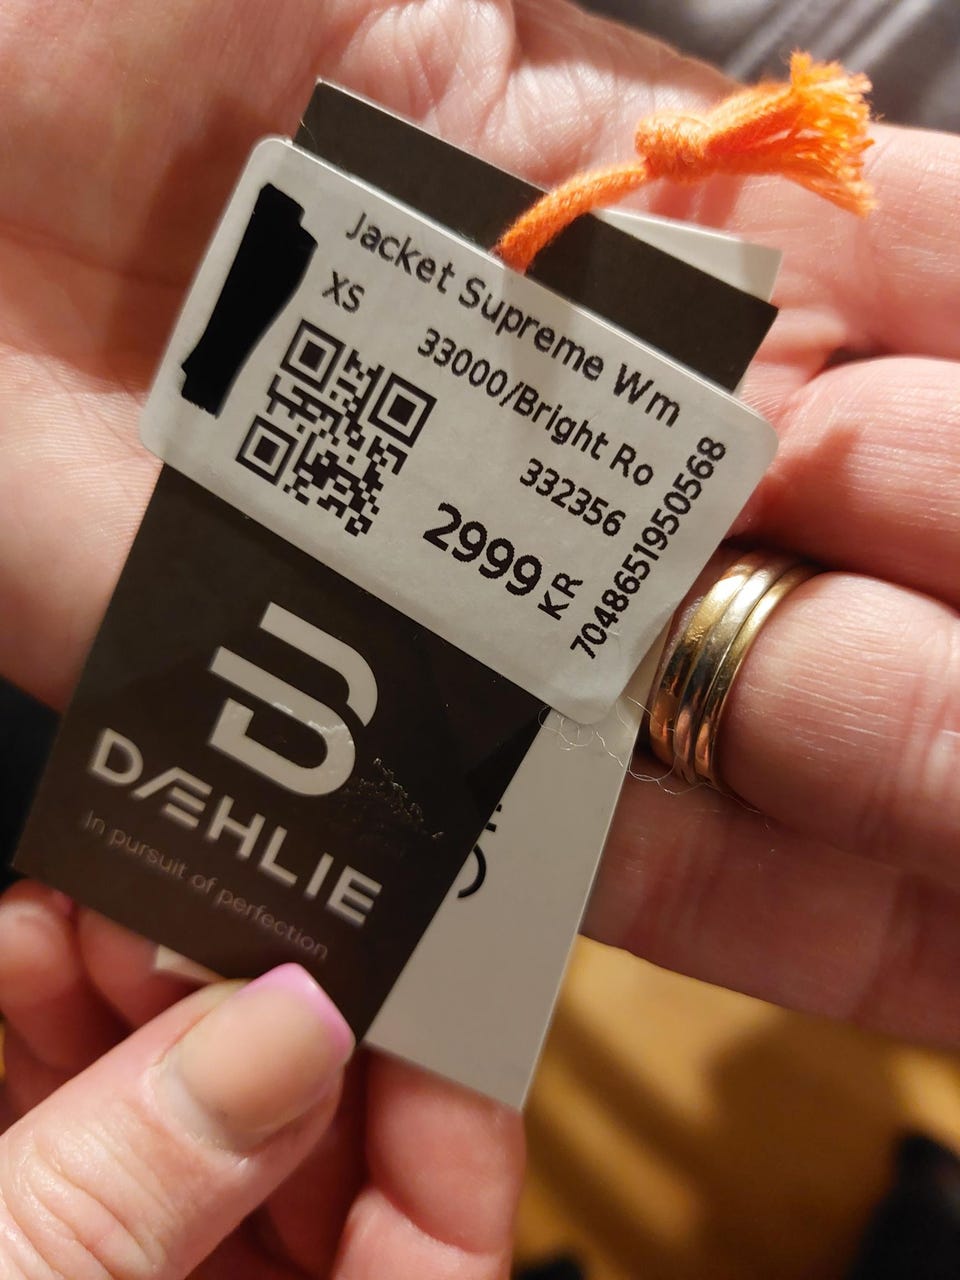 Jacket Supreme Wm
XS
33000/Bright Ro
332356
2999 KR
7048651950568
DÆHLIE
In pursuit of perfection